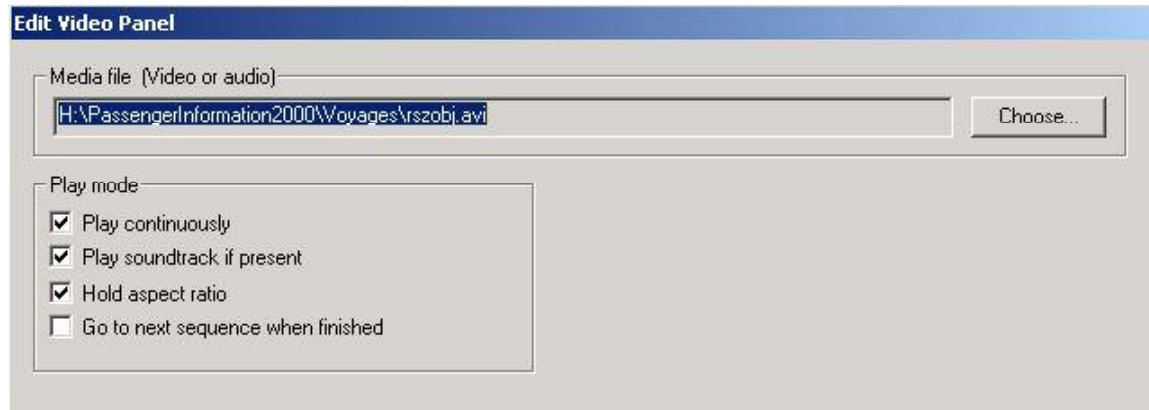 Edit Video Panel
Media file (Video or audio)
H:\PassengerInformation2000\Voyages\rszobj.avi
Choose...
Play mode
Play continuously
Play soundtrack if present
Hold aspect ratio
Go to next sequence when finished